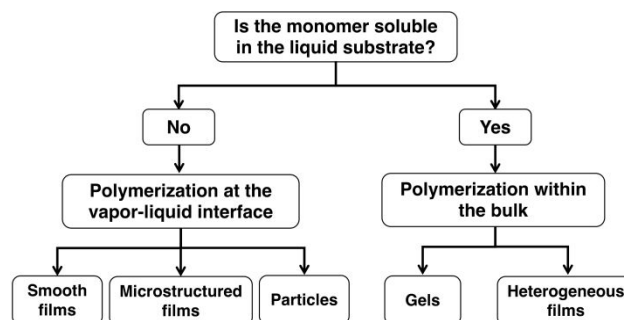 Is the monomer soluble
in the liquid substrate?
No
Yes
Polymerization at the
vapor-liquid interface
Polymerization within
the bulk
Smooth
films
Microstructured
films
Particles
Gels
Heterogeneous
films